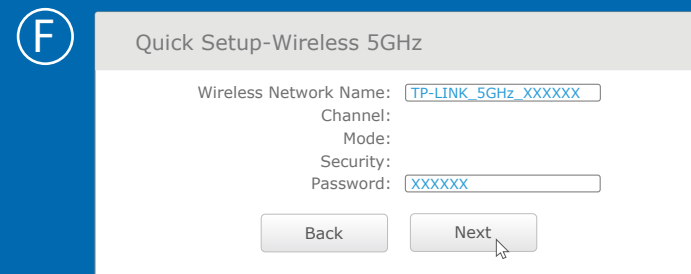 F
Quick Setup-Wireless 5GHz
Wireless Network Name: TP-LINK_5GHz_XXXXXX
Channel:
Mode:
Security:
Password: XXXXXX
Back Next